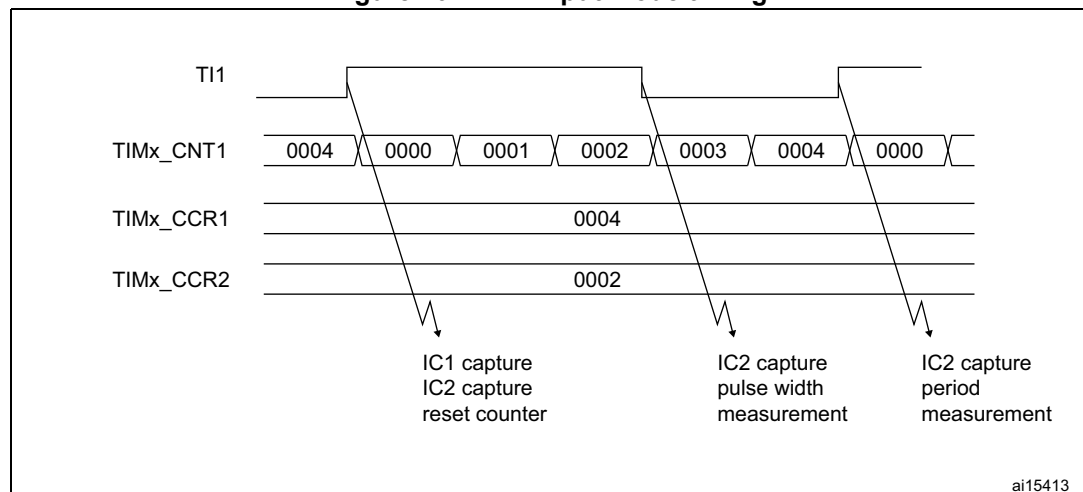 TI1
TIMx_CNT1 0004 0000 0001 0002 0003 0004 0000
TIMx_CCR1 0004
TIMx_CCR2 0002
IC1 capture
IC2 capture
reset counter
IC2 capture
pulse width
measurement
IC2 capture
period
measurement
ai15413